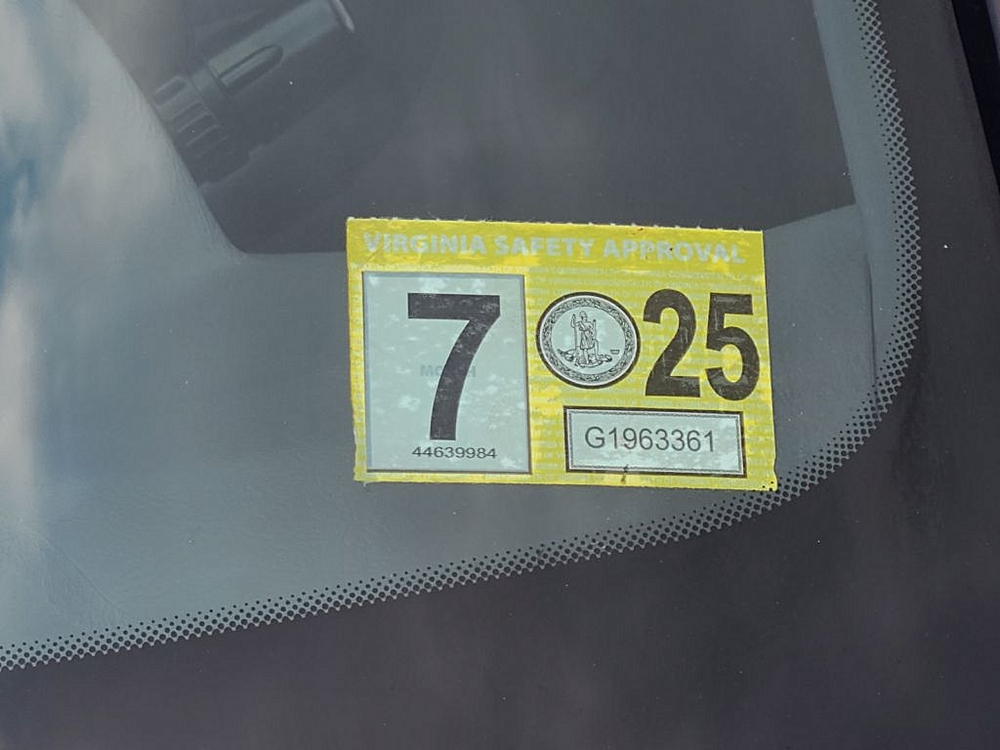 VIRGINIA SAFETY APPROVAL
7
25
44639984
G1963361